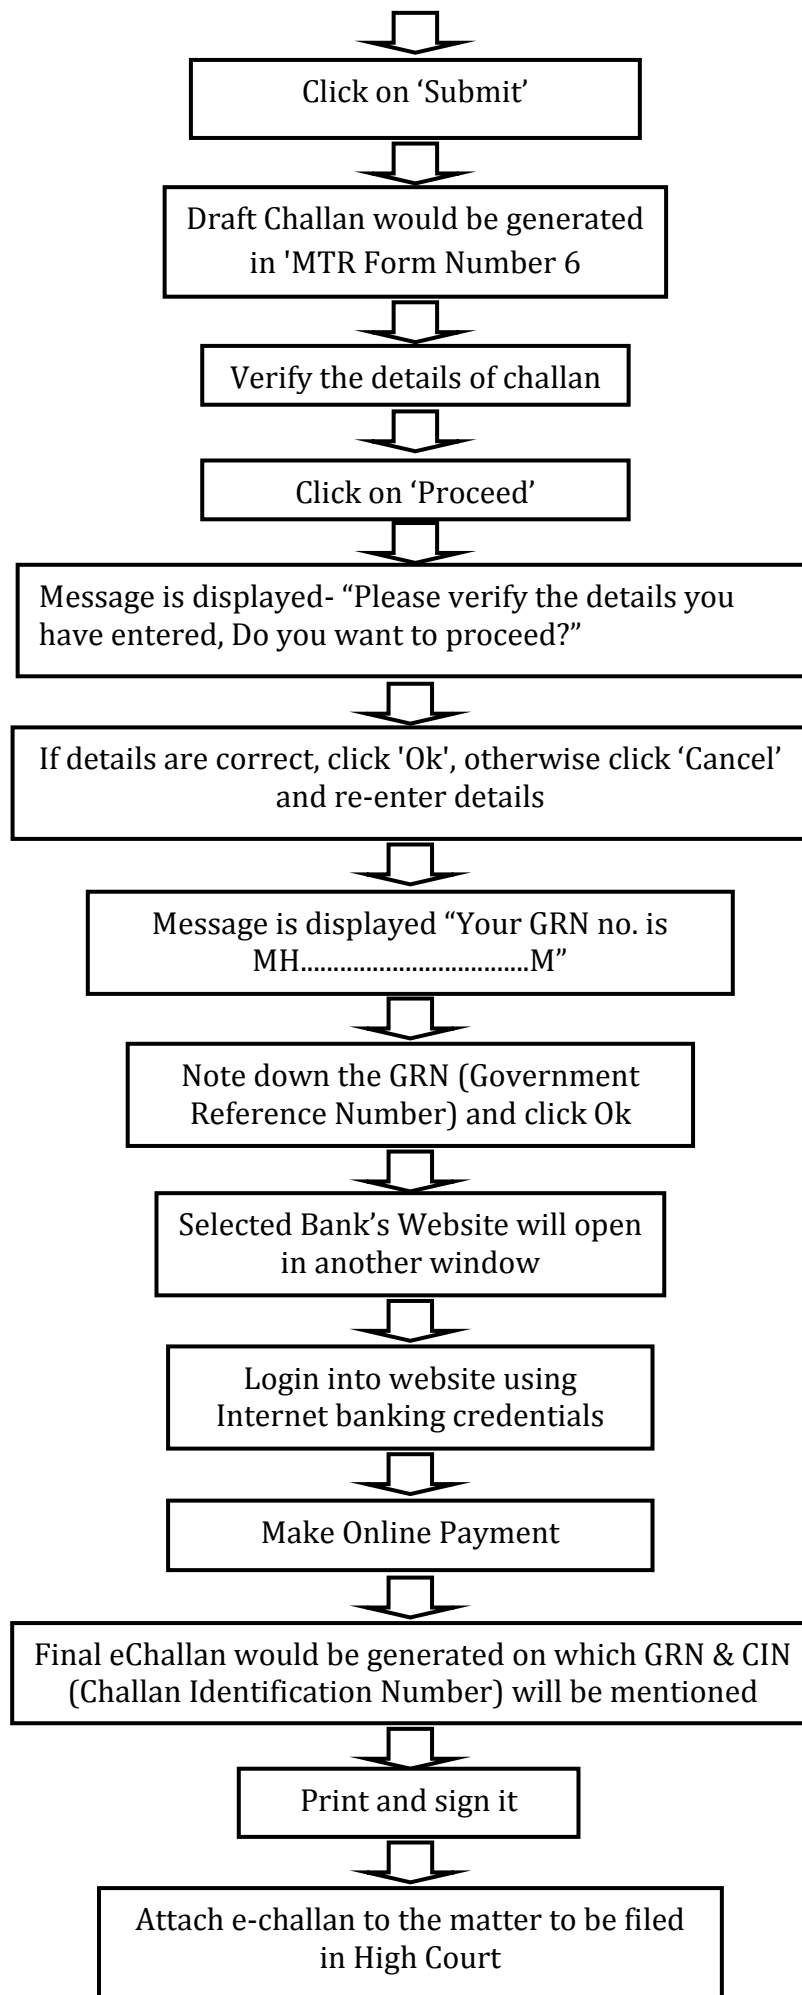 Click on ‘Submit’
Draft Challan would be generated
in 'MTR Form Number 6
Verify the details of challan
Click on ‘Proceed’
Message is displayed- “Please verify the details you
have entered, Do you want to proceed?”
If details are correct, click 'Ok', otherwise click ‘Cancel’
and re-enter details
Message is displayed “Your GRN no. is
MH...................................M”
Note down the GRN (Government
Reference Number) and click Ok
Selected Bank’s Website will open
in another window
Login into website using
Internet banking credentials
Make Online Payment
Final eChallan would be generated on which GRN & CIN
(Challan Identification Number) will be mentioned
Print and sign it
Attach e-challan to the matter to be filed
in High Court